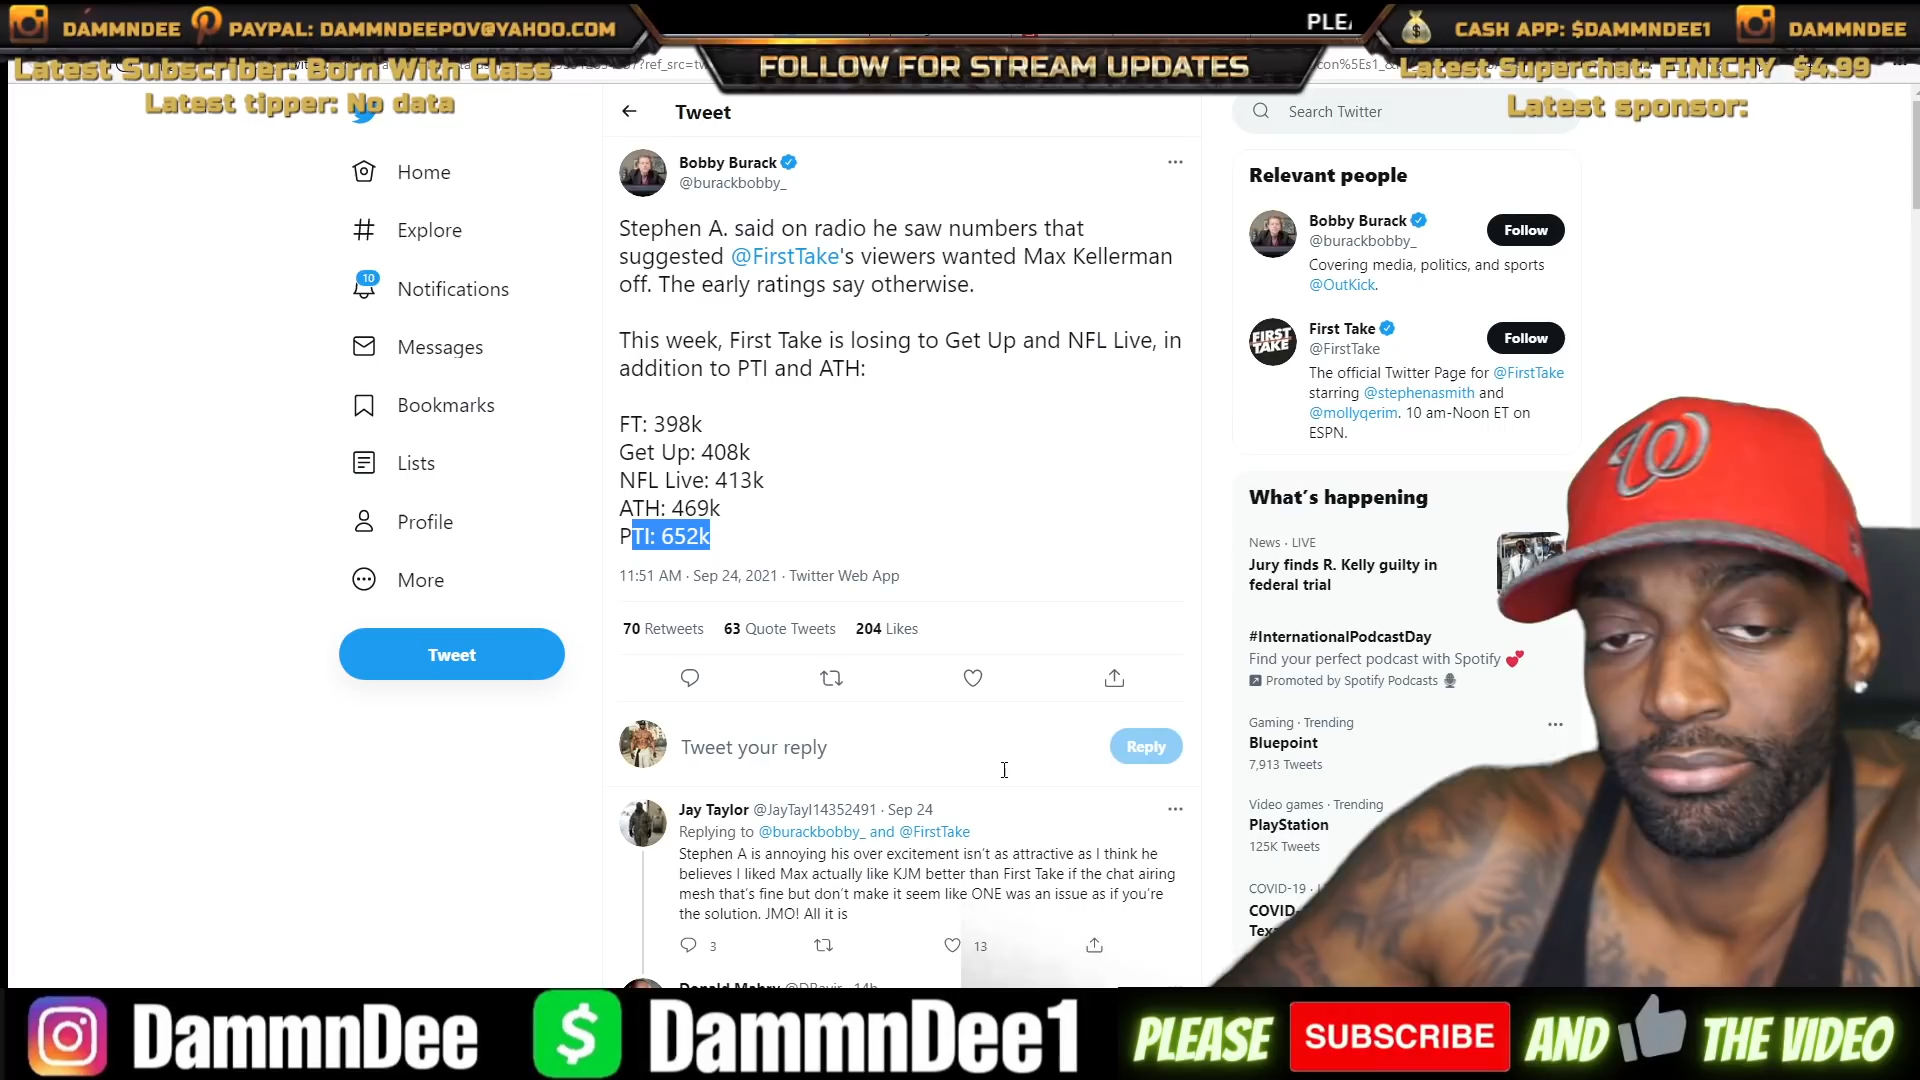 DAMMNDEE
PAYPAL: DAMMNDEEPOV@YAHOO.COM
PLEA
CASH APP: $DAMMNDEE1
DAMMNDEE
Latest Subscriber: Born With Class
FOLLOW FOR STREAM UPDATES
Latest Superchat: FINICHY $4.99
Latest tipper: No data
Latest sponsor:
Tweet
Search Twitter
Home
Explore
10
Notifications
Messages
Bookmarks
Lists
Profile
More
Tweet
Bobby Burack
@burackbobby_
Stephen A. said on radio he saw numbers that
suggested @FirstTake's viewers wanted Max Kellerman
off. The early ratings say otherwise.
This week, First Take is losing to Get Up and NFL Live, in
addition to PTI and ATH:
FT: 398k
Get Up: 408k
NFL Live: 413k
ATH: 469k
PTI: 652k
11:51 AM · Sep 24, 2021 · Twitter Web App
70 Retweets 63 Quote Tweets 204 Likes
Tweet your reply
Reply
Jay Taylor @JayTayl14352491 · Sep 24
Replying to @burackbobby_ and @FirstTake
Stephen A is annoying his over excitement isn't as attractive as I think he
believes I liked Max actually like KJM better than First Take if the chat airing
mesh that's fine but don't make it seem like ONE was an issue as if you're
the solution. JMO! All it is
3
13
Relevant people
Bobby Burack
@burackbobby_
Follow
Covering media, politics, and sports
@OutKick.
FIRST TAKE
First Take
@FirstTake
Follow
The official Twitter Page for @FirstTake
starring @stephenasmith and
@mollyqerim. 10 am-Noon ET on
ESPN.
What's happening
News · LIVE
Jury finds R. Kelly guilty in
federal trial
#InternationalPodcastDay
Find your perfect podcast with Spotify
Promoted by Spotify Podcasts
Gaming · Trending
Bluepoint
7,913 Tweets
Video games · Trending
PlayStation
125K Tweets
COVID-19 ·
COVID-
Texa
W
DammnDee
$
DammnDee1
PLEASE
SUBSCRIBE
AND
THE VIDEO